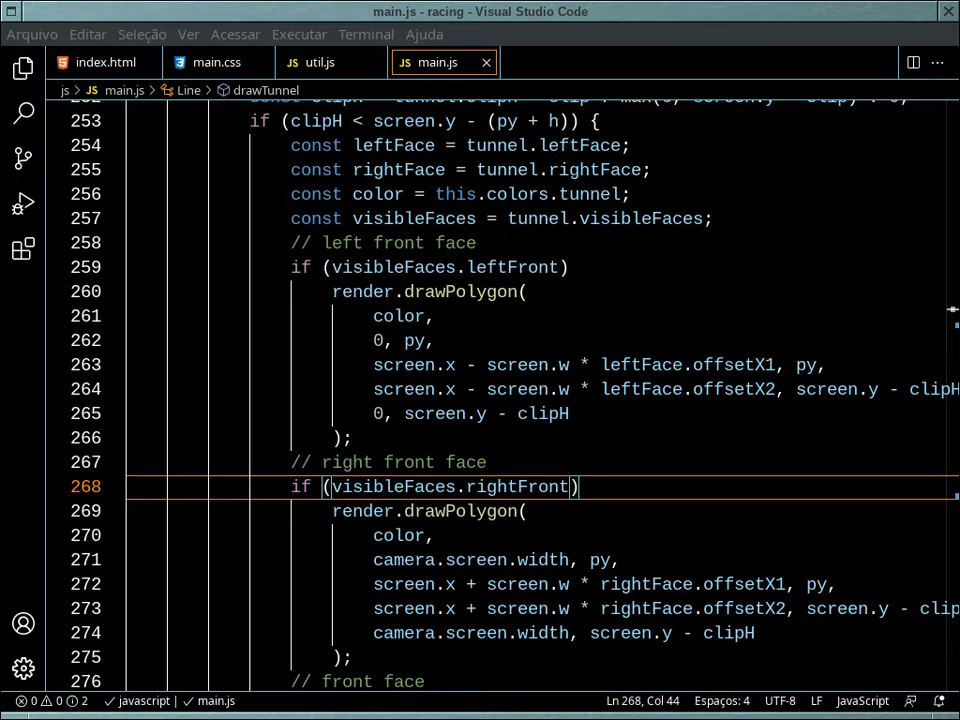 main.js - racing - Visual Studio Code
Arquivo Editar Seleção Ver Acessar Executar Terminal Ajuda
index.html main.css JS util.js JS main.js
js > JS main.js > Line > drawTunnel
253 if (clipH < screen.y - (py + h)) {
254 const leftFace = tunnel.leftFace;
255 const rightFace = tunnel.rightFace;
256 const color = this.colors.tunnel;
257 const visibleFaces = tunnel.visibleFaces;
258 // left front face
259 if (visibleFaces.leftFront)
260 render.drawPolygon(
261 color,
262 0, py,
263 screen.x - screen.w * leftFace.offsetX1, py,
264 screen.x - screen.w * leftFace.offsetX2, screen.y - clipH
265 0, screen.y - clipH
266 );
267 // right front face
268 if (visibleFaces.rightFront)
269 render.drawPolygon(
270 color,
271 camera.screen.width, py,
272 screen.x + screen.w * rightFace.offsetX1, py,
273 screen.x + screen.w * rightFace.offsetX2, screen.y - clip
274 camera.screen.width, screen.y - clipH
275 );
276 // front face
0 0 2 javascript | main.js Ln 268, Col 44 Espaços: 4 UTF-8 LF JavaScript